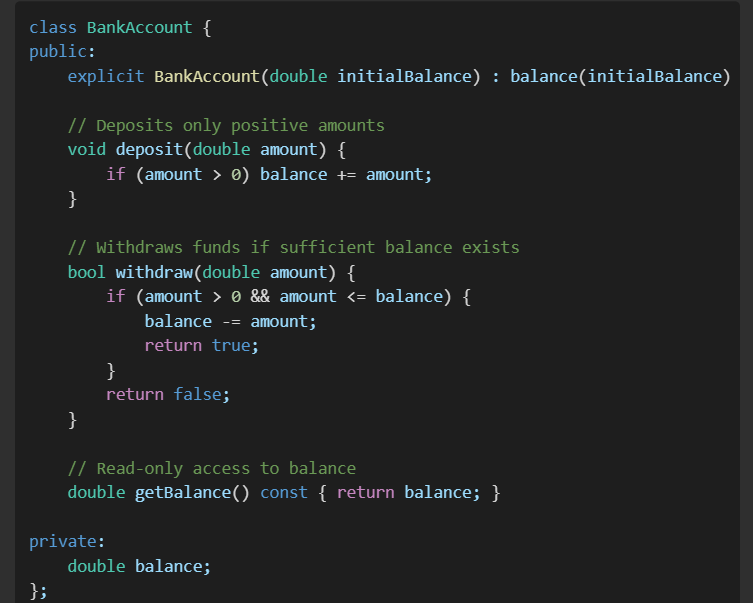 class BankAccount {
public:
    explicit BankAccount(double initialBalance) : balance(initialBalance)

    // Deposits only positive amounts
    void deposit(double amount) {
        if (amount > 0) balance += amount;
    }

    // Withdraws funds if sufficient balance exists
    bool withdraw(double amount) {
        if (amount > 0 && amount <= balance) {
            balance -= amount;
            return true;
        }
        return false;
    }

    // Read-only access to balance
    double getBalance() const { return balance; }

private:
    double balance;
};